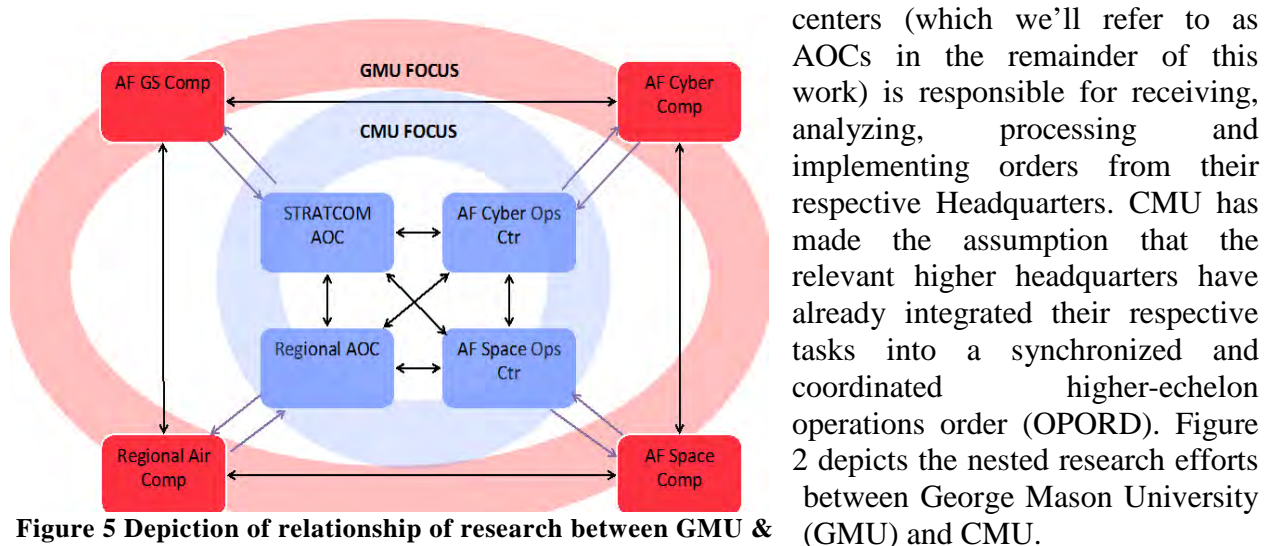 GMU FOCUS
CMU FOCUS
AF GS Comp
AF Cyber
Comp
STRATCOM
AOC
AF Cyber Ops
Ctr
Regional AOC
AF Space Ops
Ctr
Regional Air
Comp
AF Space
Comp
Figure 5 Depiction of relationship of research between GMU &
centers (which we'll refer to as
AOCs in the remainder of this
work) is responsible for receiving,
analyzing, processing and
implementing orders from their
respective Headquarters. CMU has
made the assumption that the
relevant higher headquarters have
already integrated their respective
tasks into a synchronized and
coordinated higher-echelon
operations order (OPORD). Figure
2 depicts the nested research efforts
between George Mason University
(GMU) and CMU.